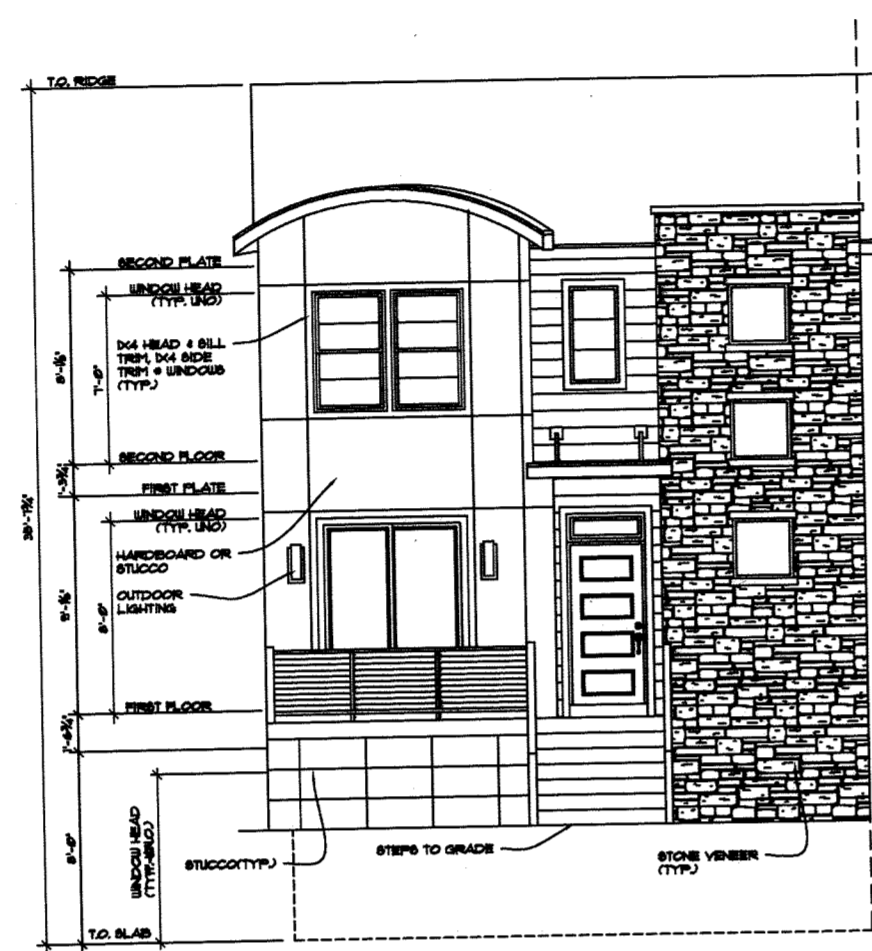 T.O. RIDGE
SECOND PLATE
WINDOW HEAD
(TYP. UNO)
1X4 HEAD & SILL
TRIM, 1X4 SIDE
TRIM @ WINDOWS
(TYP.)
7'-0"
SECOND FLOOR
FIRST PLATE
WINDOW HEAD
(TYP. UNO)
HARDBOARD OR
STUCCO
OUTDOOR
LIGHTING
8'-0"
FIRST FLOOR
8'-0"
WINDOW HEAD
STUCCO(TYP.)
STEPS TO GRADE
STONE VENEER
(TYP.)
T.O. SLAB